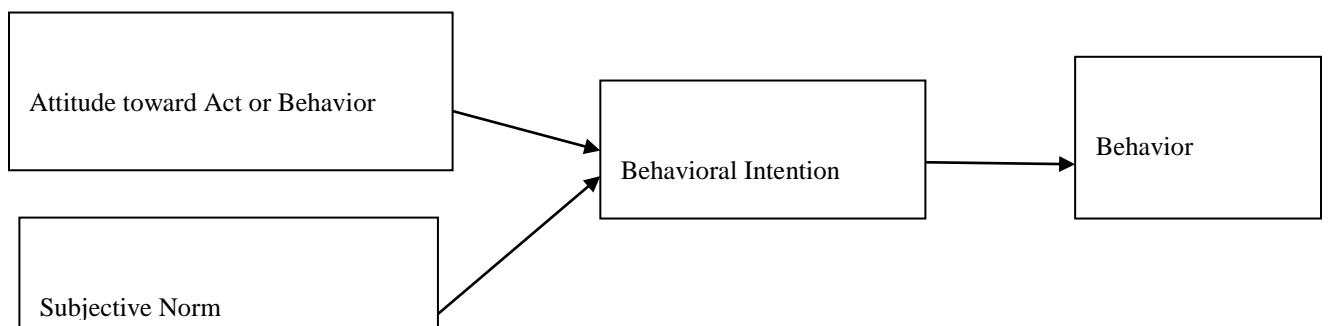 Attitude toward Act or Behavior
Behavioral Intention
Behavior
Subjective Norm